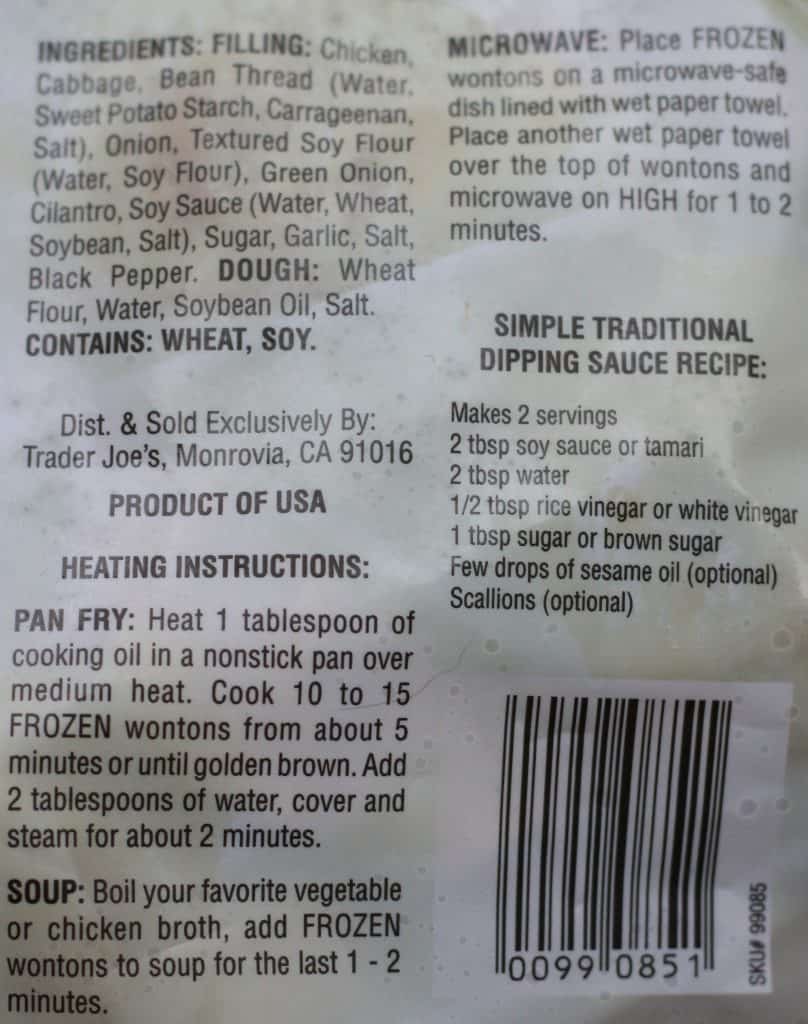 INGREDIENTS: FILLING: Chicken,
Cabbage, Bean Thread (Water,
Sweet Potato Starch, Carrageenan,
Salt), Onion, Textured Soy Flour
(Water, Soy Flour), Green Onion,
Cilantro, Soy Sauce (Water, Wheat,
Soybean, Salt), Sugar, Garlic, Salt,
Black Pepper. DOUGH: Wheat
Flour, Water, Soybean Oil, Salt.
CONTAINS: WHEAT, SOY.
Dist. & Sold Exclusively By:
Trader Joe's, Monrovia, CA 91016
PRODUCT OF USA
HEATING INSTRUCTIONS:
PAN FRY: Heat 1 tablespoon of
cooking oil in a nonstick pan over
medium heat. Cook 10 to 15
FROZEN wontons from about 5
minutes or until golden brown. Add
2 tablespoons of water, cover and
steam for about 2 minutes.
SOUP: Boil your favorite vegetable
or chicken broth, add FROZEN
wontons to soup for the last 1 - 2
minutes.
MICROWAVE: Place FROZEN
wontons on a microwave-safe
dish lined with wet paper towel.
Place another wet paper towel
over the top of wontons and
microwave on HIGH for 1 to 2
minutes.
SIMPLE TRADITIONAL
DIPPING SAUCE RECIPE:
Makes 2 servings
2 tbsp soy sauce or tamari
2 tbsp water
1/2 tbsp rice vinegar or white vinegar
1 tbsp sugar or brown sugar
Few drops of sesame oil (optional)
Scallions (optional)
0099 0851
SKU# 99085